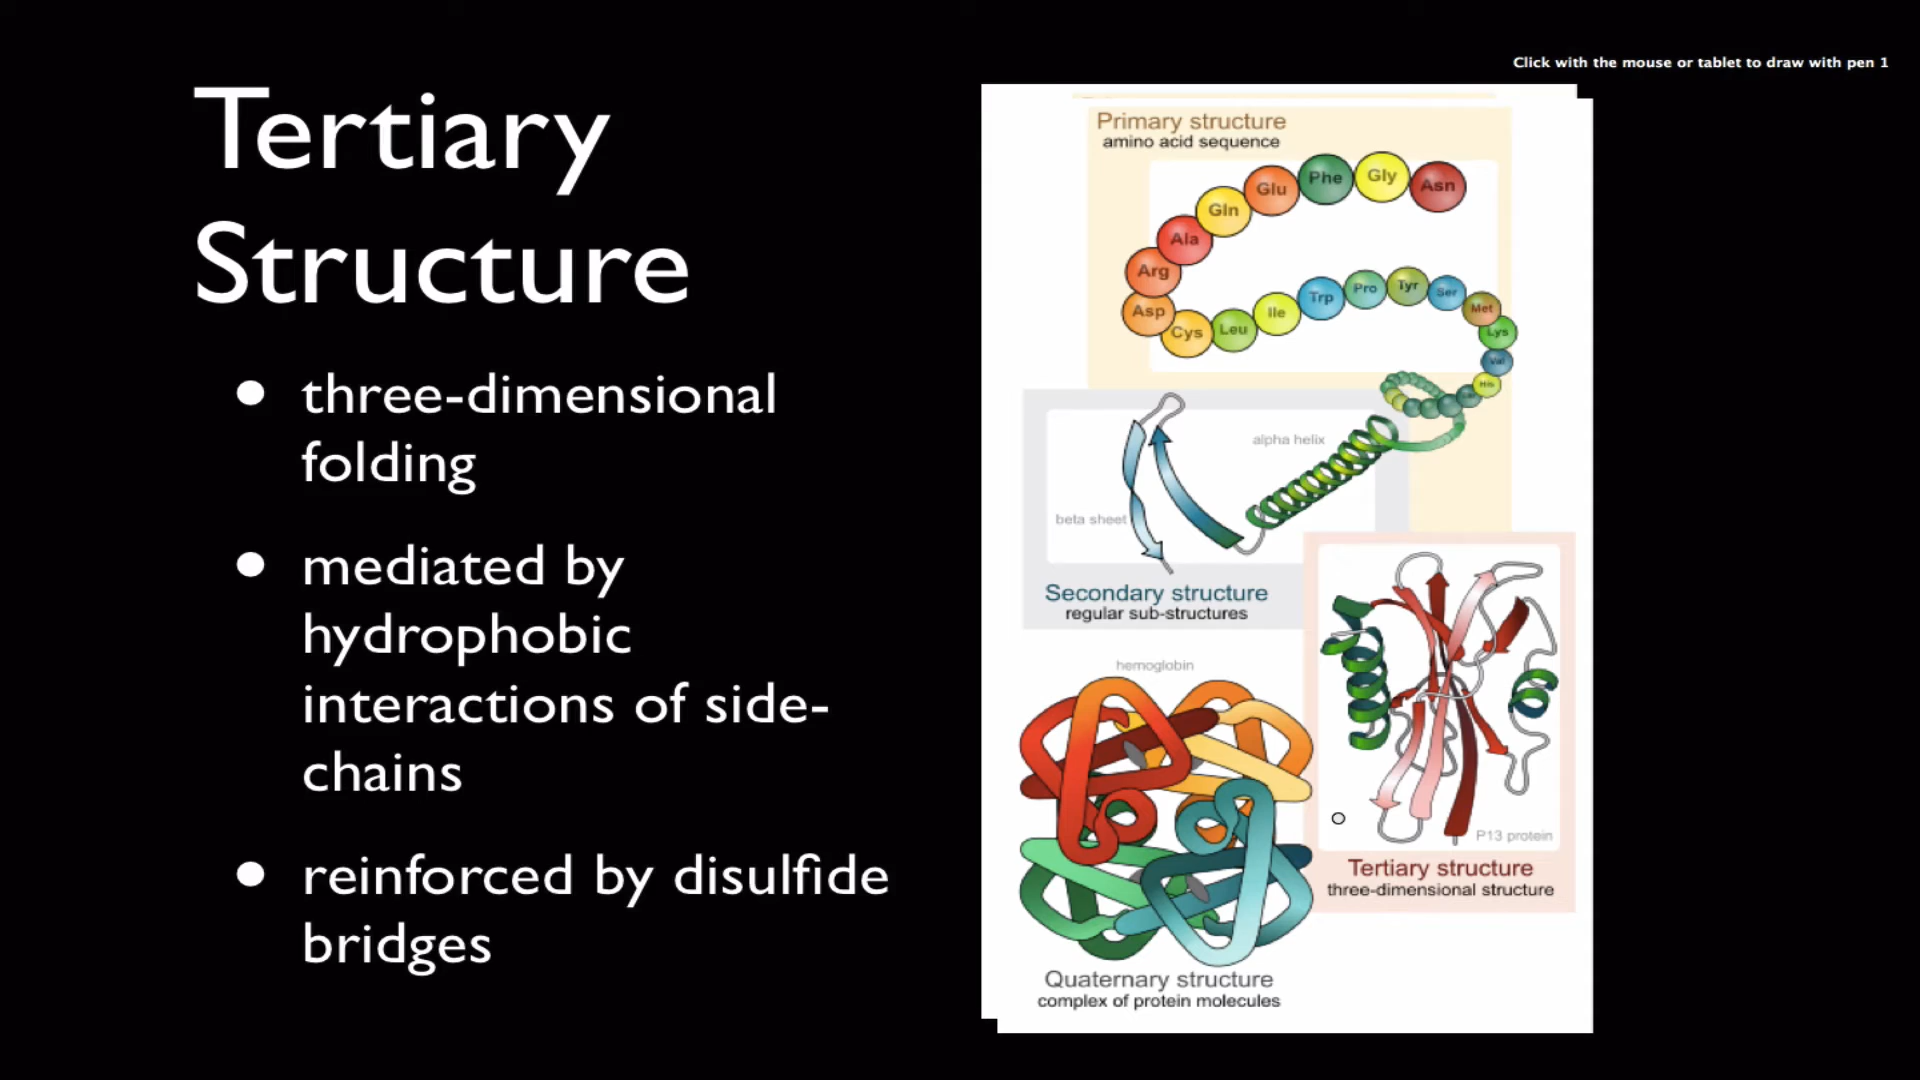 Click with the mouse or tablet to draw with pen 1
Tertiary
Structure
• three-dimensional
folding
• mediated by
hydrophobic
interactions of side-
chains
• reinforced by disulfide
bridges
Primary structure
amino acid sequence
Asn
Gly
Phe
Glu
Gln
Ala
Arg
Asp
Cys
Leu
Ile
Trp
Pro
Tyr
Ser
Met
Lys
Val
His
alpha helix
beta sheet
Secondary structure
regular sub-structures
hemoglobin
P13 protein
Tertiary structure
three-dimensional structure
Quaternary structure
complex of protein molecules